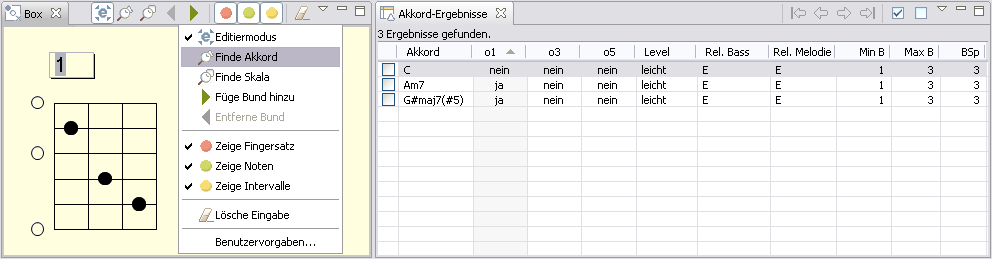 Box
1
Editiermodus
Finde Akkord
Finde Skala
Füge Bund hinzu
Entferne Bund
Zeige Fingersatz
Zeige Noten
Zeige Intervalle
Lösche Eingabe
Benutzervorgaben...
Akkord-Ergebnisse
3 Ergebnisse gefunden.
Akkord o1 o3 o5 Level Rel. Bass Rel. Melodie Min B Max B BSp
C nein nein nein leicht E E 1 3 3
Am7 ja nein nein leicht E E 1 3 3
G#maj7(#5) ja nein nein leicht E E 1 3 3